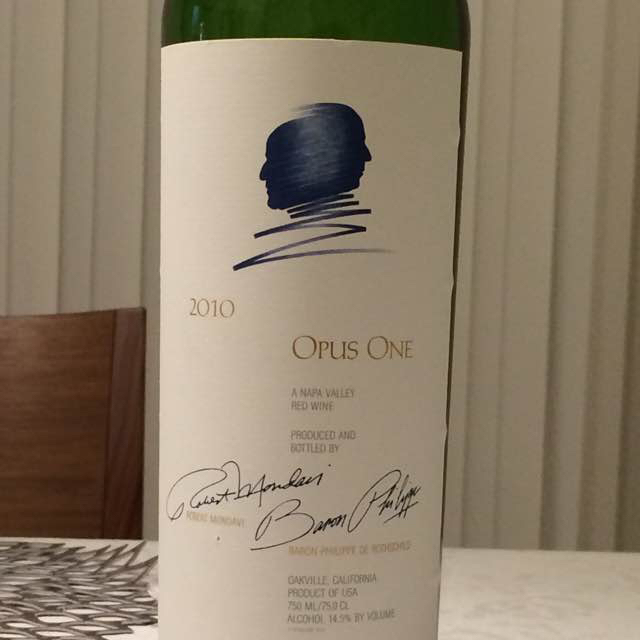 2010
OPUS ONE
A NAPA VALLEY
RED WINE
PRODUCED AND
BOTTLED BY
Robert Mondavi
ROBERT MONDAVI
Baron Philippe
BARON PHILIPPE DE ROTHSCHILD
OAKVILLE, CALIFORNIA
PRODUCT OF USA
750 ML/75.0 CL
ALCOHOL 14.5% BY VOLUME